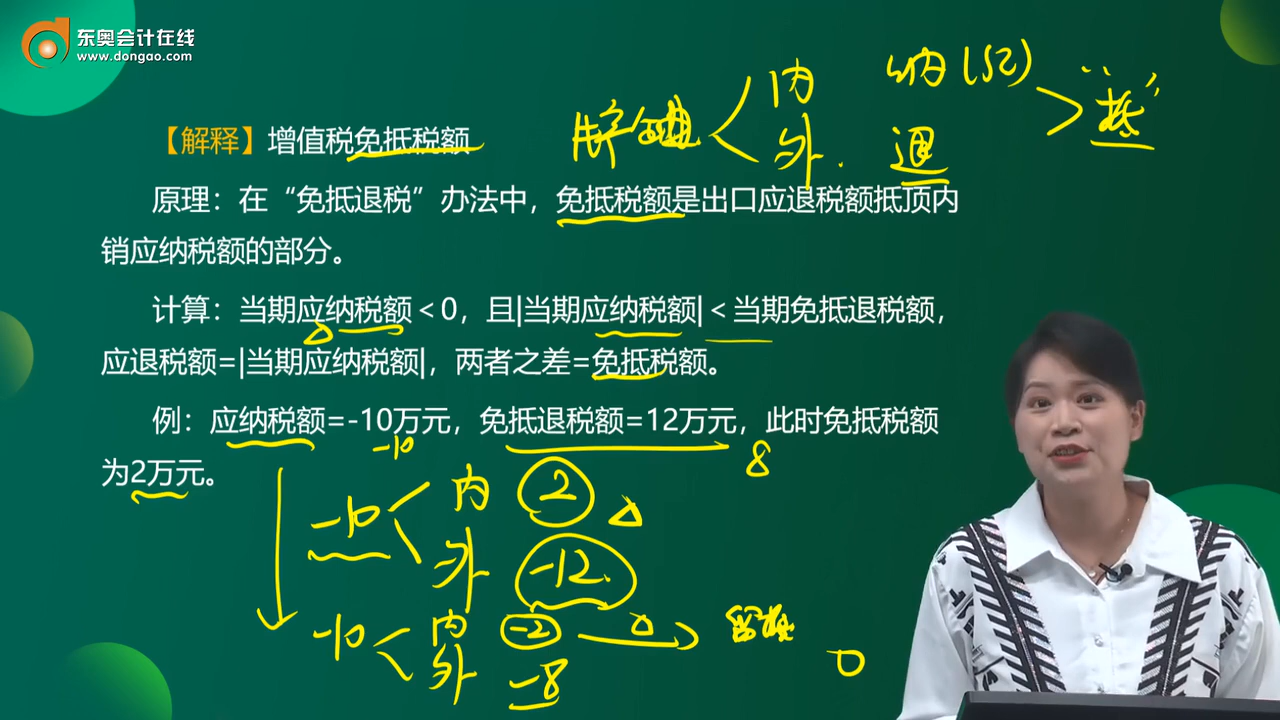 东奥会计在线
www.dongao.com
内 纳(50)
外 退 "抵"
【解释】增值税免抵税额
原理：在“免抵退税”办法中，免抵税额是出口应退税额抵顶内
销应纳税额的部分。
计算：当期应纳税额＜0，且|当期应纳税额|＜当期免抵退税额，
应退税额=|当期应纳税额|，两者之差=免抵税额。
例：应纳税额=-10万元，免抵退税额=12万元，此时免抵税额
为2万元。
-10 8
-10 内 2
外 -12
-10 内 -2 留抵
外 -8 0